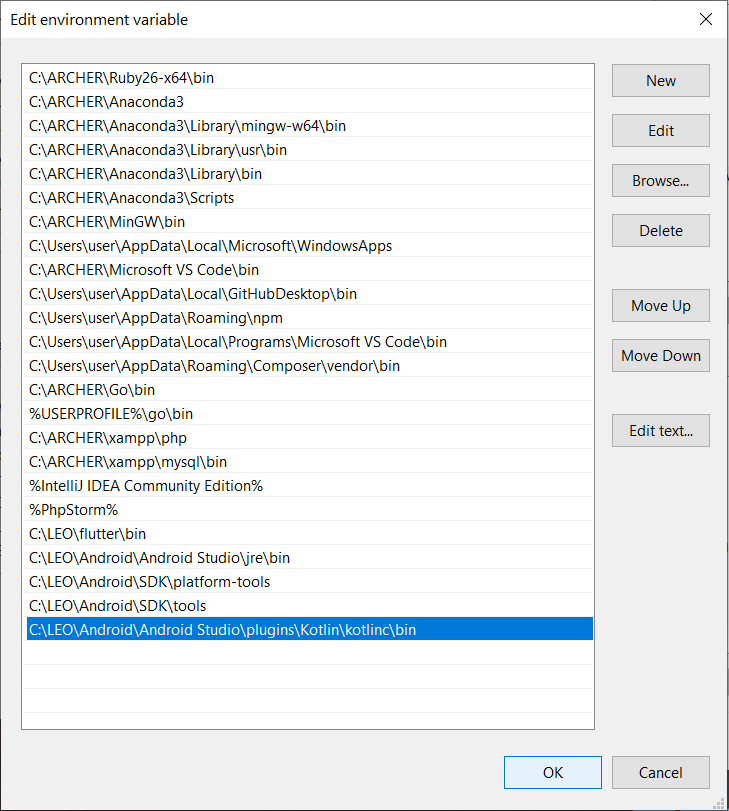 Edit environment variable
C:\ARCHER\Ruby26-x64\bin
C:\ARCHER\Anaconda3
C:\ARCHER\Anaconda3\Library\mingw-w64\bin
C:\ARCHER\Anaconda3\Library\usr\bin
C:\ARCHER\Anaconda3\Library\bin
C:\ARCHER\Anaconda3\Scripts
C:\ARCHER\MinGW\bin
C:\Users\user\AppData\Local\Microsoft\WindowsApps
C:\ARCHER\Microsoft VS Code\bin
C:\Users\user\AppData\Local\GitHubDesktop\bin
C:\Users\user\AppData\Roaming\npm
C:\Users\user\AppData\Local\Programs\Microsoft VS Code\bin
C:\Users\user\AppData\Roaming\Composer\vendor\bin
C:\ARCHER\Go\bin
%USERPROFILE%\go\bin
C:\ARCHER\xampp\php
C:\ARCHER\xampp\mysql\bin
%IntelliJ IDEA Community Edition%
%PhpStorm%
C:\LEO\flutter\bin
C:\LEO\Android\Android Studio\jre\bin
C:\LEO\Android\SDK\platform-tools
C:\LEO\Android\SDK\tools
C:\LEO\Android\Android Studio\plugins\Kotlin\kotlinc\bin
New
Edit
Browse...
Delete
Move Up
Move Down
Edit text...
OK
Cancel